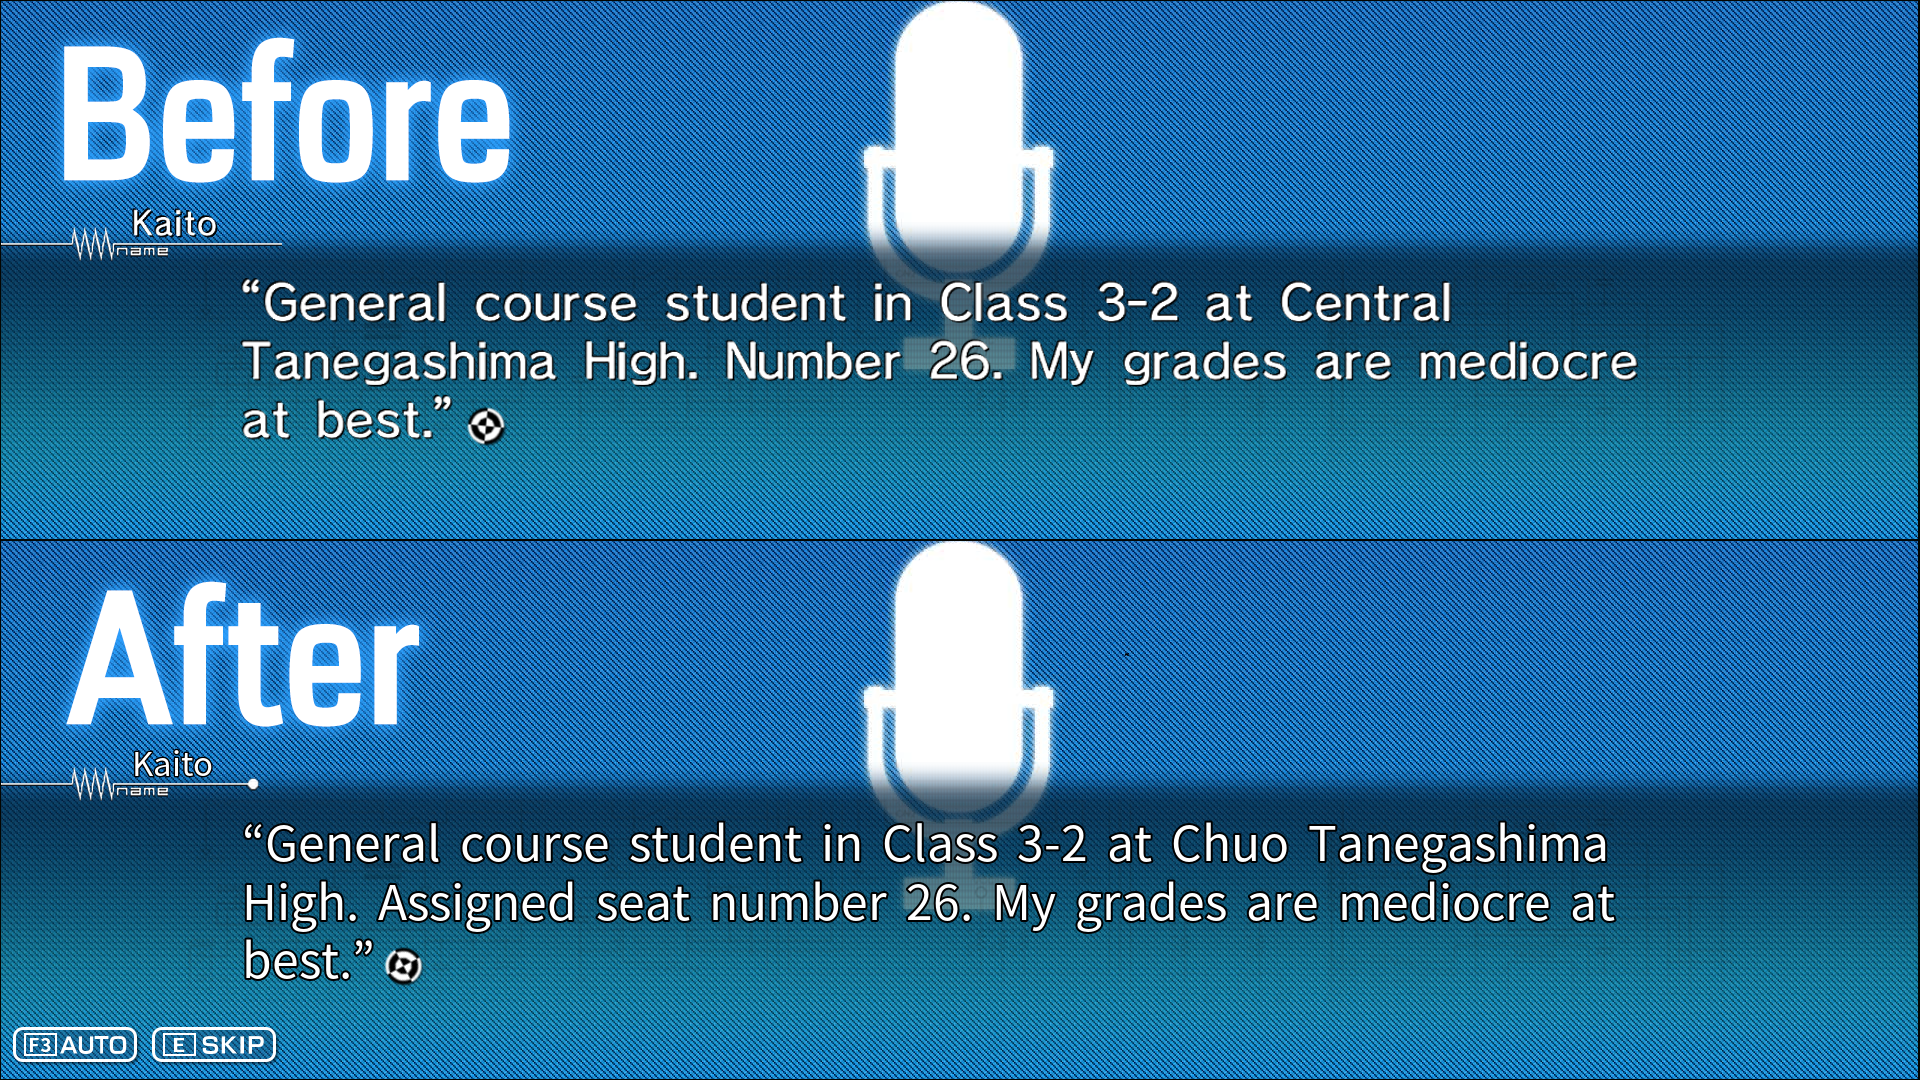 Before
Kaito
name
“General course student in Class 3-2 at Central
Tanegashima High. Number 26. My grades are mediocre
at best.”
After
Kaito
name
“General course student in Class 3-2 at Chuo Tanegashima
High. Assigned seat number 26. My grades are mediocre at
best.”
F3 AUTO E SKIP